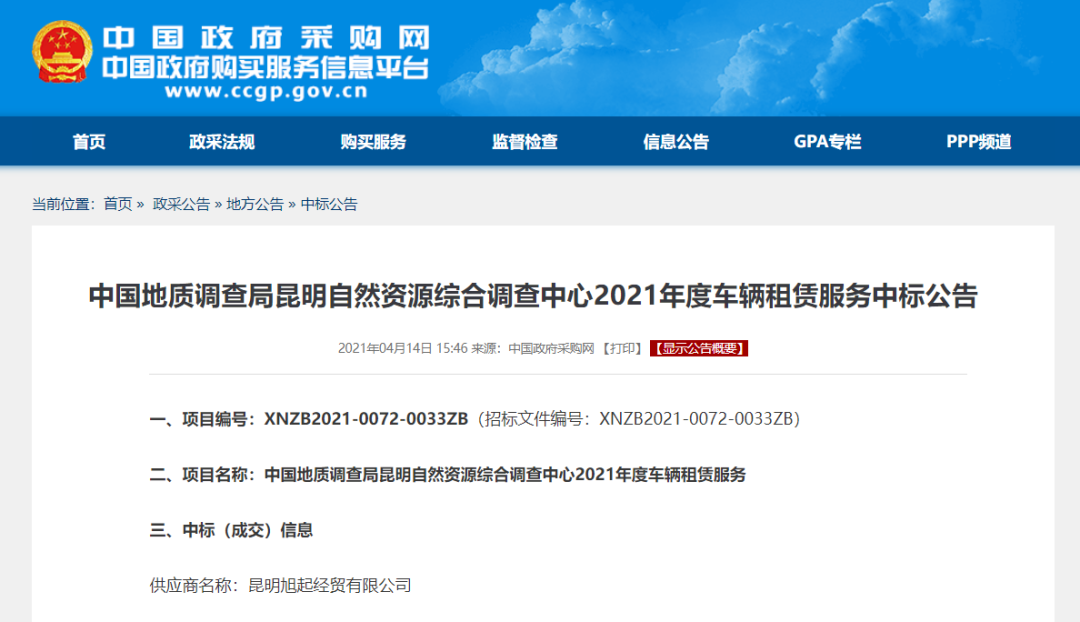 中国政府采购网
中国政府购买服务信息平台
www.ccgp.gov.cn
首页 政采法规 购买服务 监督检查 信息公告 GPA专栏 PPP频道
当前位置：首页 » 政采公告 » 地方公告 » 中标公告
中国地质调查局昆明自然资源综合调查中心2021年度车辆租赁服务中标公告
2021年04月14日 15:46 来源：中国政府采购网 【打印】 【显示公告概要】
一、项目编号：XNZB2021-0072-0033ZB（招标文件编号：XNZB2021-0072-0033ZB）
二、项目名称：中国地质调查局昆明自然资源综合调查中心2021年度车辆租赁服务
三、中标（成交）信息
供应商名称：昆明旭起经贸有限公司